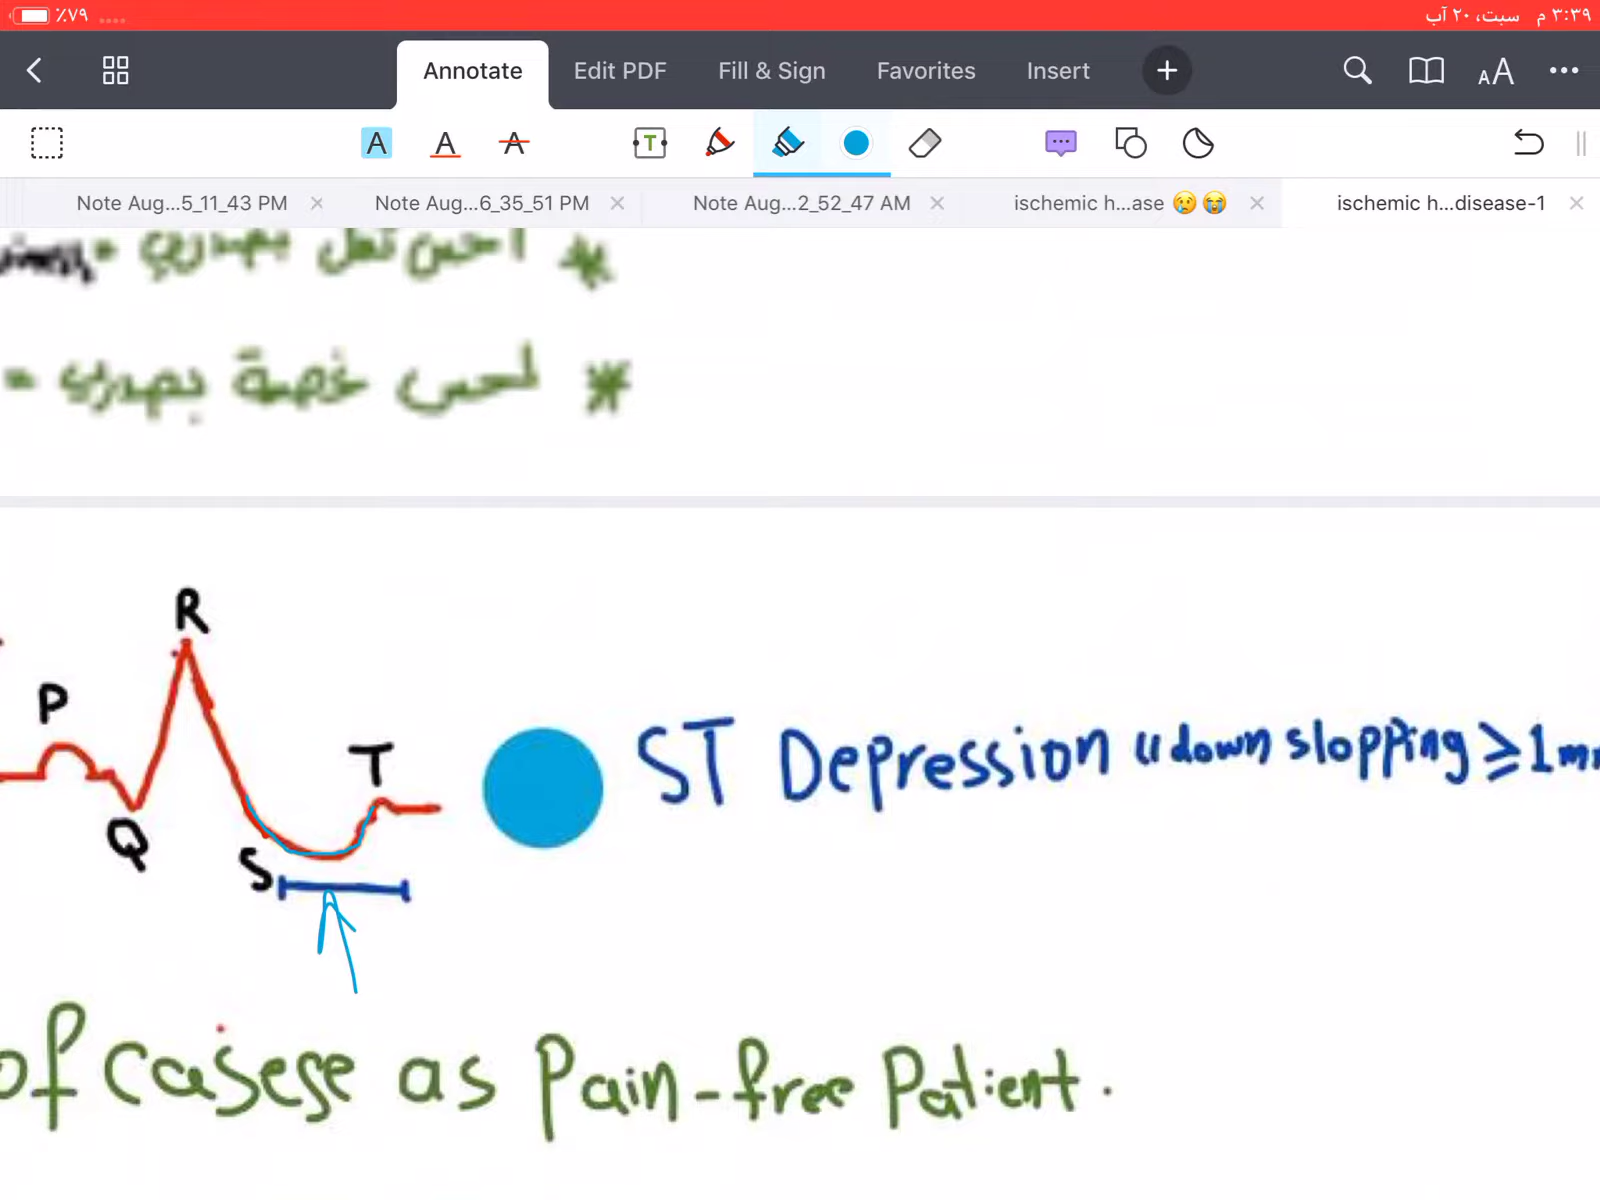 ٪٧٩ .... ٣:٣٩ م سبت، ٢٠ آب
Annotate Edit PDF Fill & Sign Favorites Insert
Note Aug...5_11_43 PM Note Aug...6_35_51 PM Note Aug...2_52_47 AM ischemic h...ase 😢😭 ischemic h...disease-1
* احس ثقل بصدري =
* احس غصة بصدري =
R
P
T
ST Depression "down slopping ≥ 1m
Q
S
of casese as Pain-free Patient.